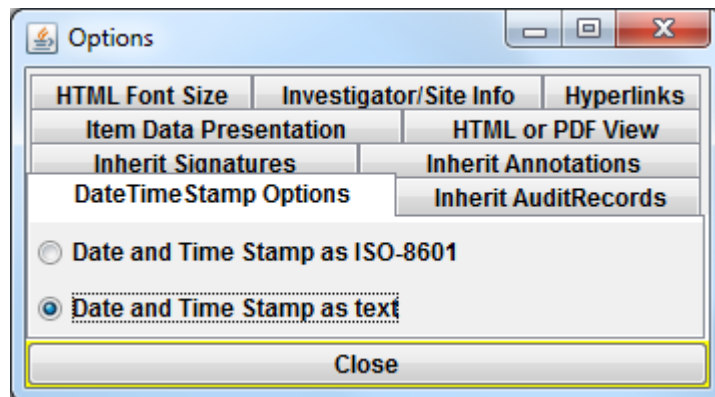 Options
HTML Font Size Investigator/Site Info Hyperlinks
Item Data Presentation HTML or PDF View
Inherit Signatures Inherit Annotations
DateTimeStamp Options Inherit AuditRecords
Date and Time Stamp as ISO-8601
Date and Time Stamp as text
Close